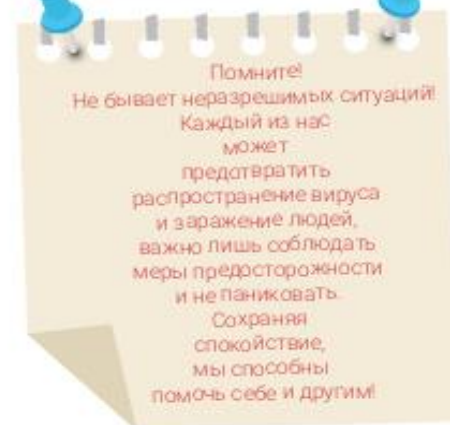 Помните!
Не бывает неразрешимых ситуаций!
Каждый из нас
может
предотвратить
распространение вируса
и заражение людей,
важно лишь соблюдать
меры предосторожности
и не паниковать.
Сохраняя
спокойствие,
мы способны
помочь себе и другим!